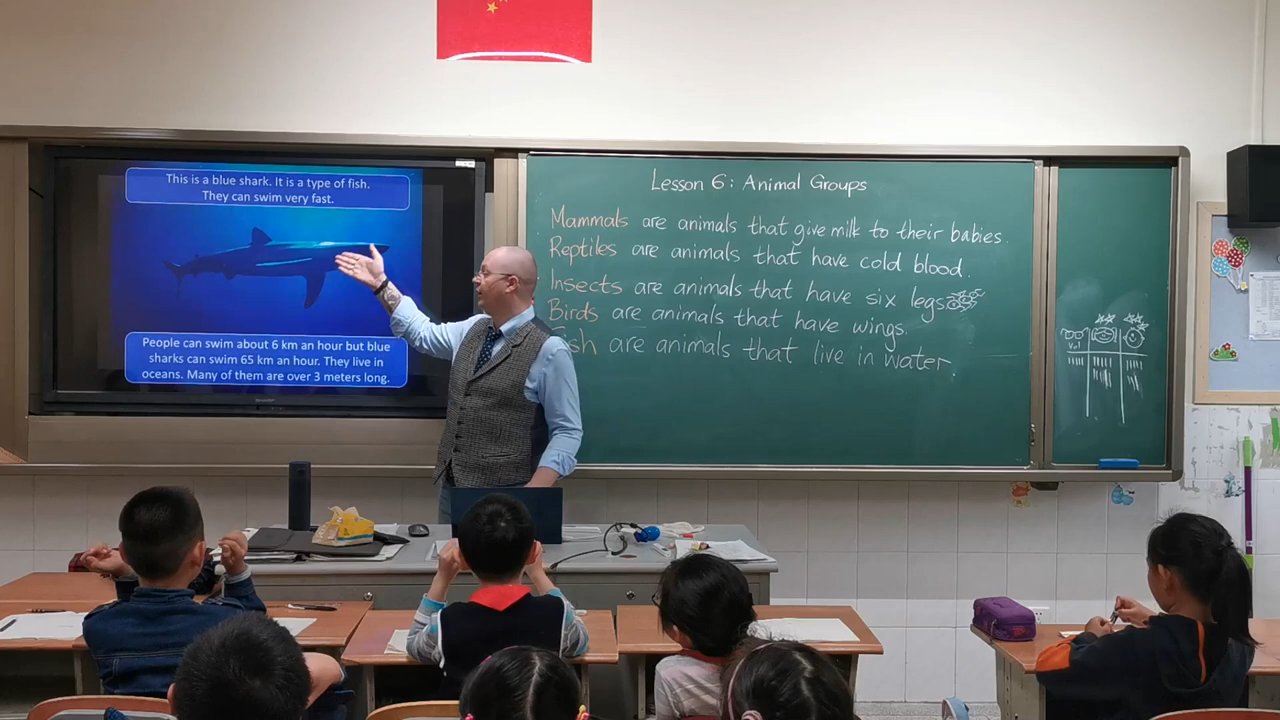 This is a blue shark. It is a type of fish.
They can swim very fast.
People can swim about 6 km an hour but blue
sharks can swim 65 km an hour. They live in
oceans. Many of them are over 3 meters long.
SHARP
Lesson 6: Animal Groups
Mammals are animals that give milk to their babies.
Reptiles are animals that have cold blood.
Insects are animals that have six legs
Birds are animals that have wings.
Fish are animals that live in water